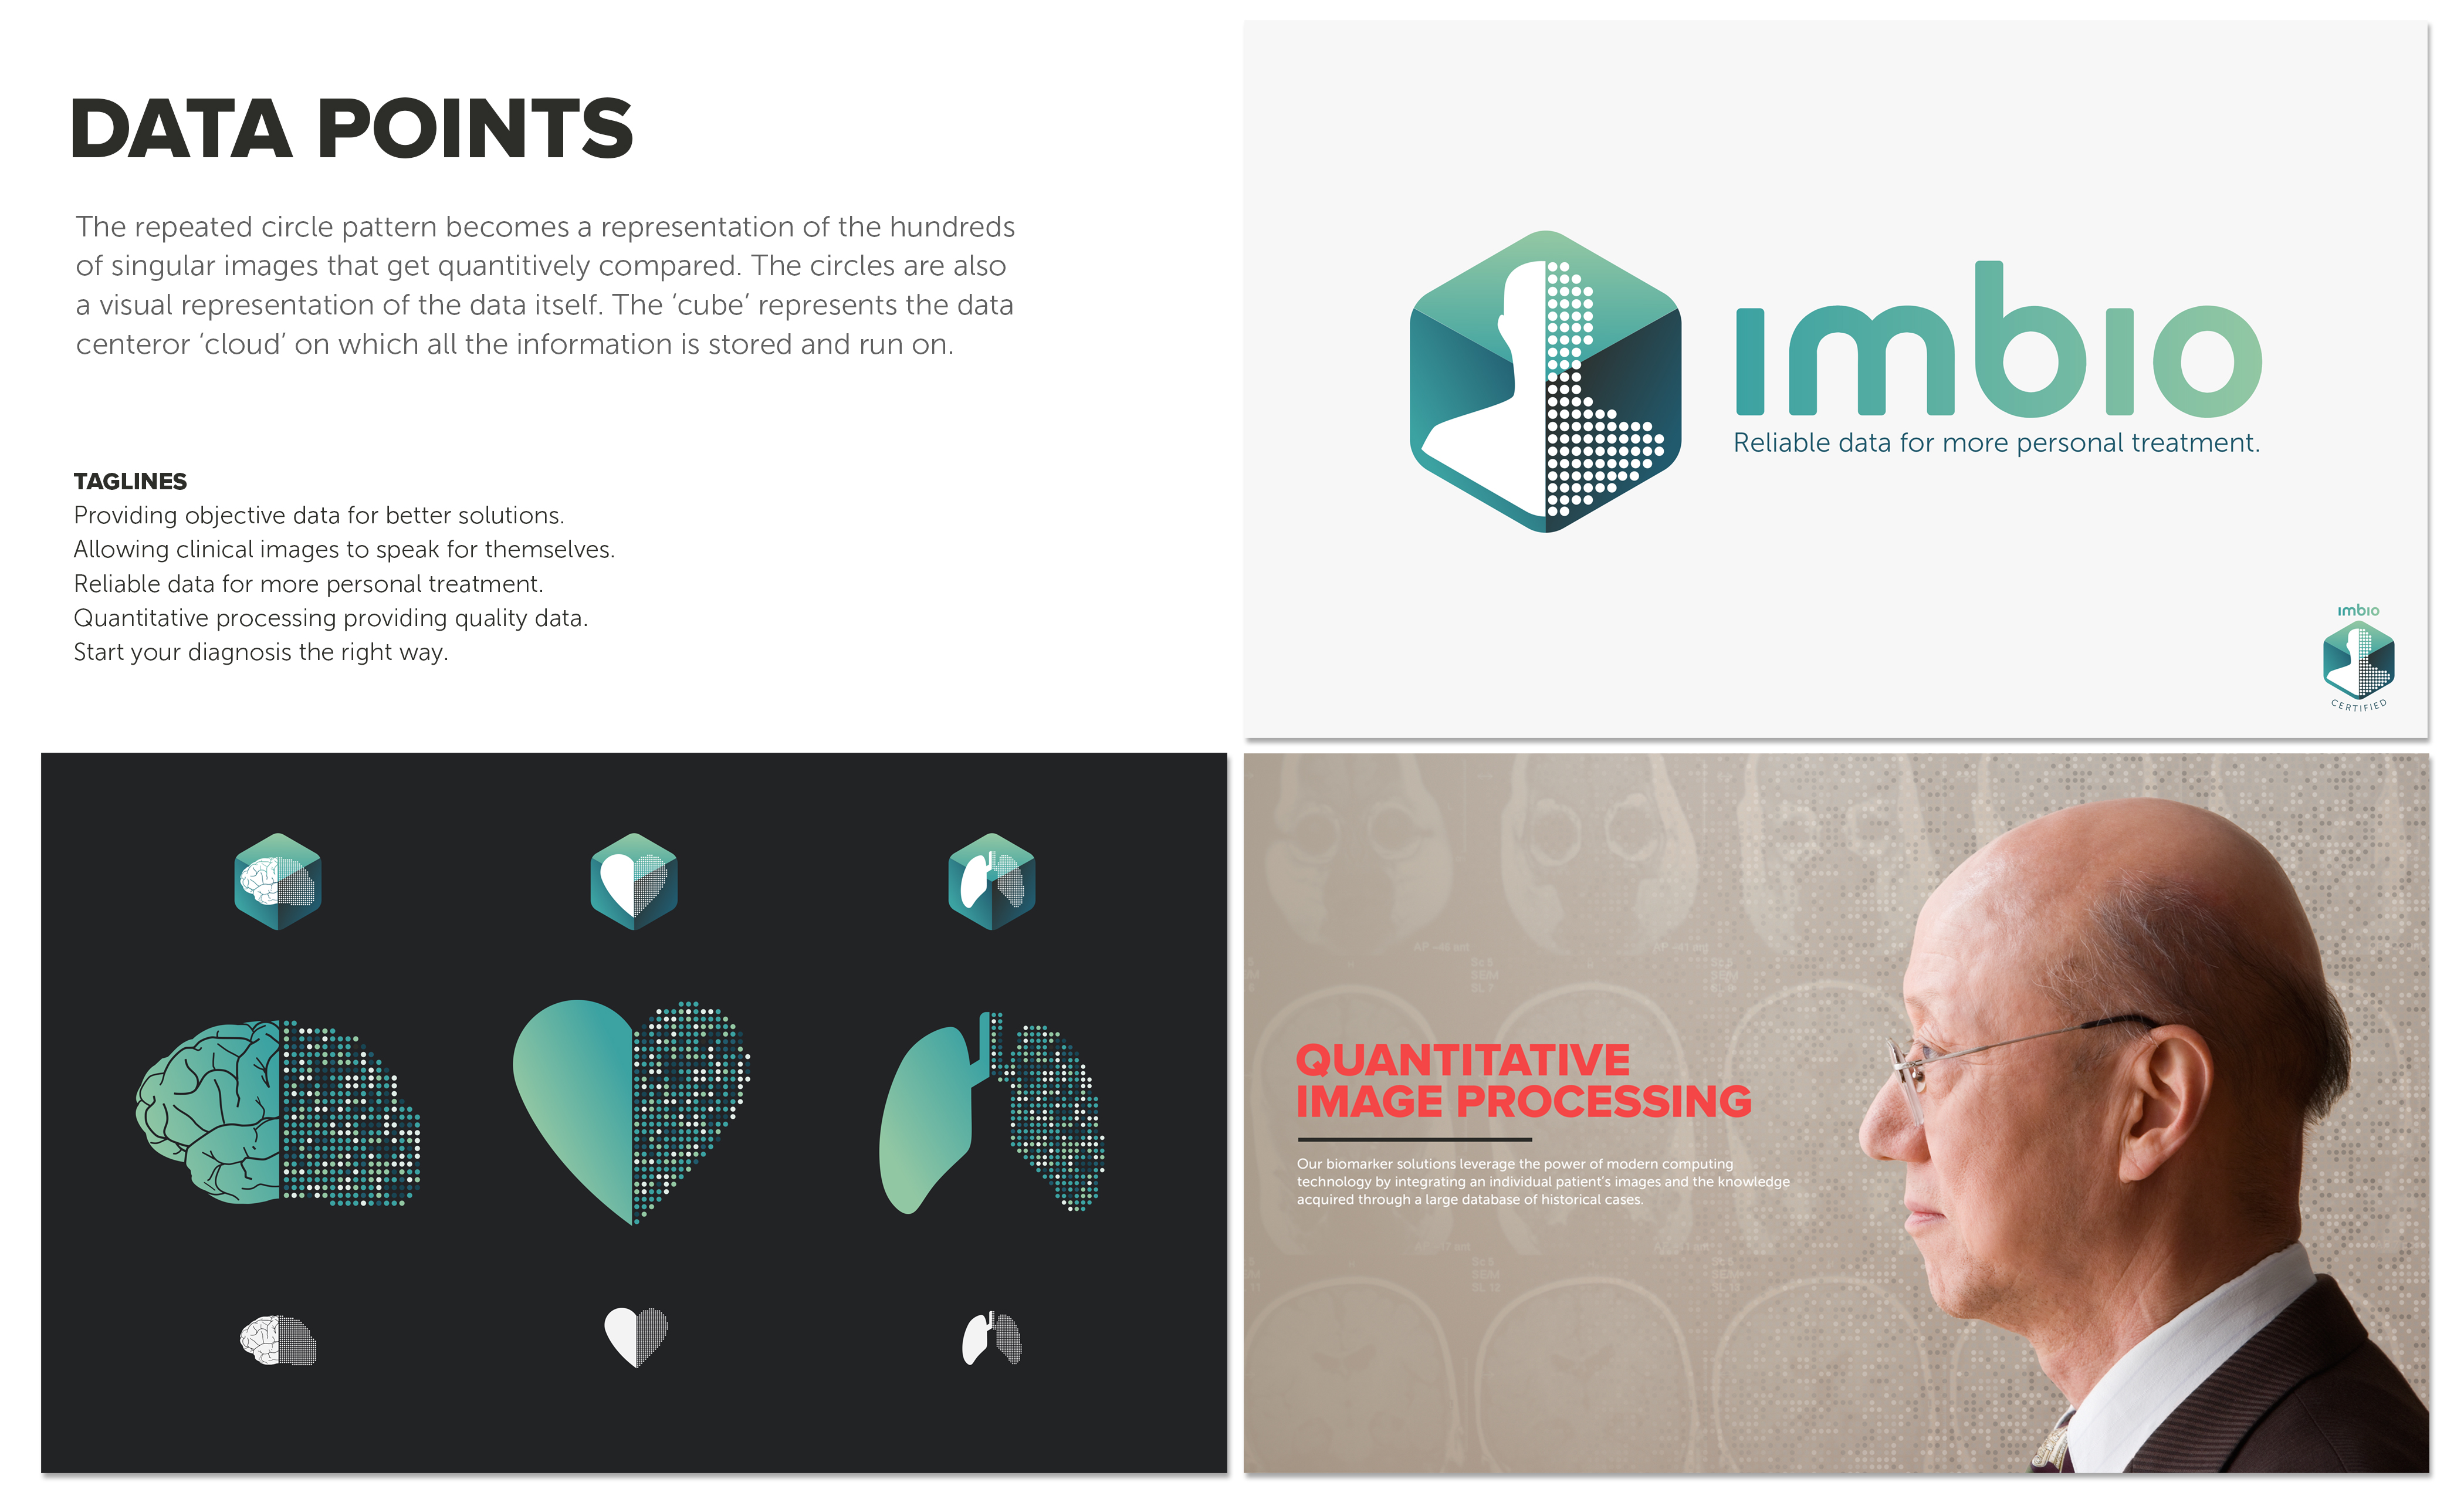 DATA POINTS
The repeated circle pattern becomes a representation of the hundreds
of singular images that get quantitively compared. The circles are also
a visual representation of the data itself. The ‘cube’ represents the data
centeror ‘cloud’ on which all the information is stored and run on.
TAGLINES
Providing objective data for better solutions.
Allowing clinical images to speak for themselves.
Reliable data for more personal treatment.
Quantitative processing providing quality data.
Start your diagnosis the right way.
imbio
Reliable data for more personal treatment.
imbio
CERTIFIED
QUANTITATIVE
IMAGE PROCESSING
Our biomarker solutions leverage the power of modern computing
technology by integrating an individual patient's images and the knowledge
acquired through a large database of historical cases.